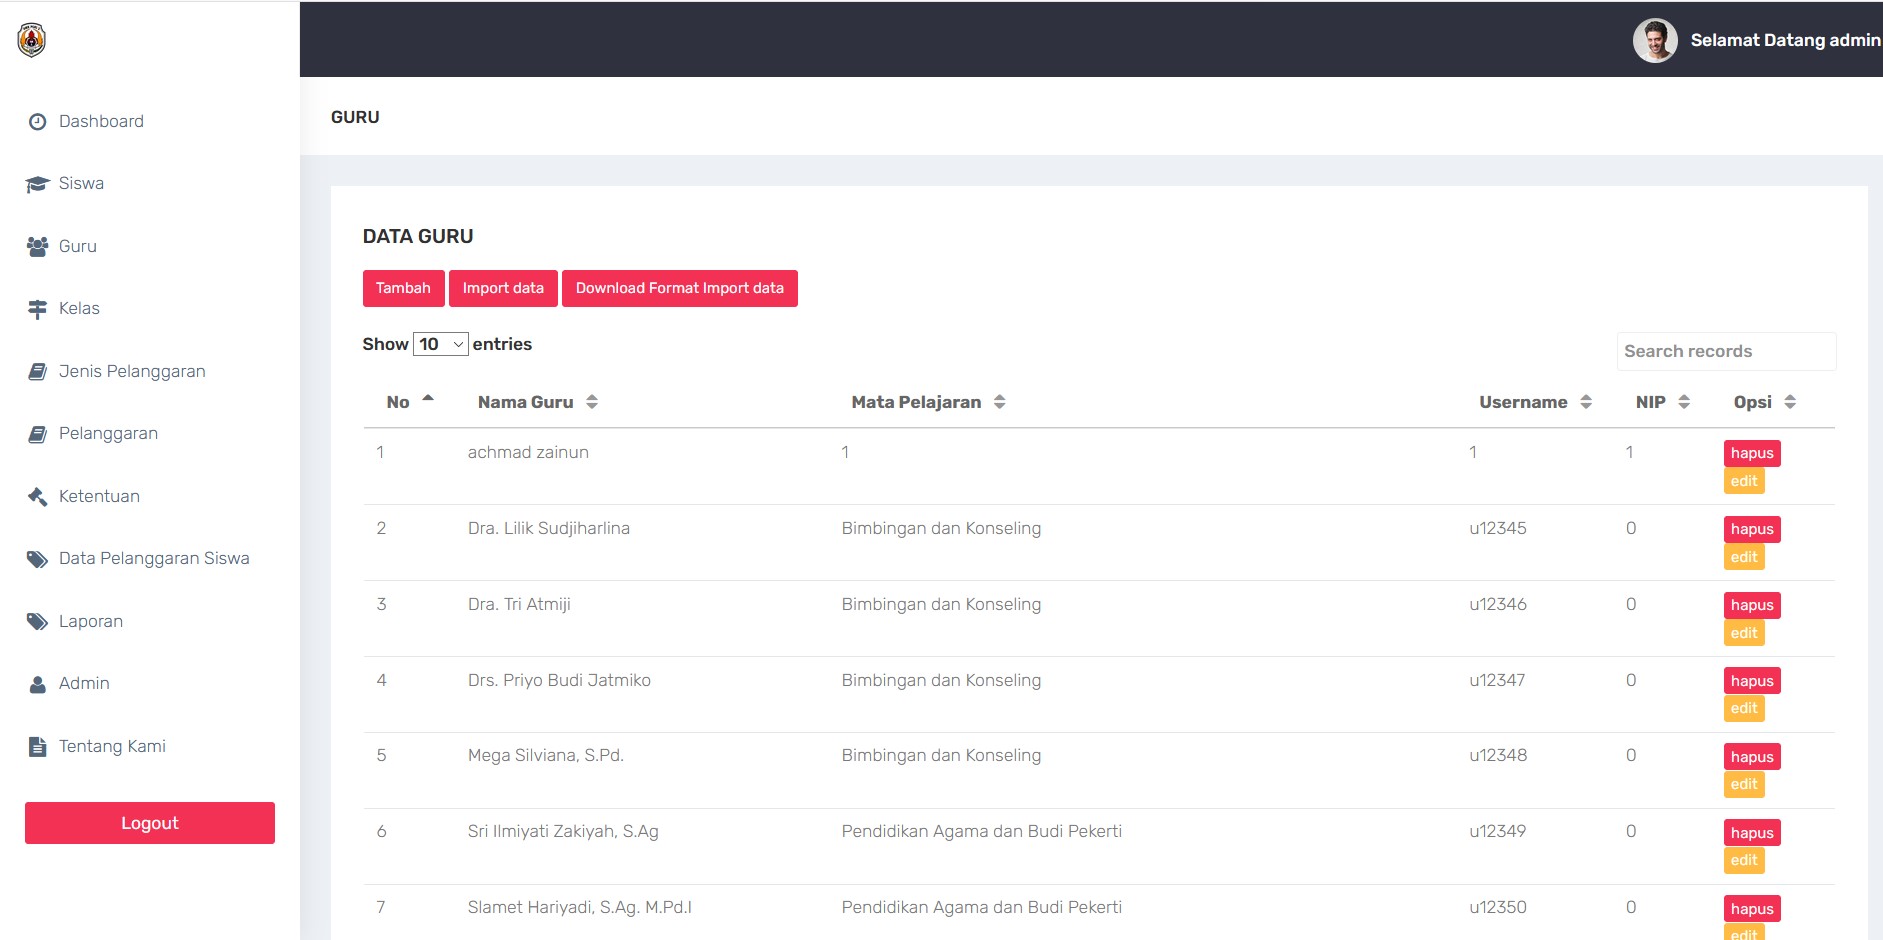 Selamat Datang admin
Dashboard
Siswa
Guru
Kelas
Jenis Pelanggaran
Pelanggaran
Ketentuan
Data Pelanggaran Siswa
Laporan
Admin
Tentang Kami
Logout
GURU
DATA GURU
Tambah Import data Download Format Import data
Show 10 entries
Search records
No Nama Guru Mata Pelajaran Username NIP Opsi
1 achmad zainun 1 1 1 hapus
edit
2 Dra. Lilik Sudjiharlina Bimbingan dan Konseling u12345 0 hapus
edit
3 Dra. Tri Atmiji Bimbingan dan Konseling u12346 0 hapus
edit
4 Drs. Priyo Budi Jatmiko Bimbingan dan Konseling u12347 0 hapus
edit
5 Mega Silviana, S.Pd. Bimbingan dan Konseling u12348 0 hapus
edit
6 Sri Ilmiyati Zakiyah, S.Ag Pendidikan Agama dan Budi Pekerti u12349 0 hapus
edit
7 Slamet Hariyadi, S.Ag. M.Pd.I Pendidikan Agama dan Budi Pekerti u12350 0 hapus
edit